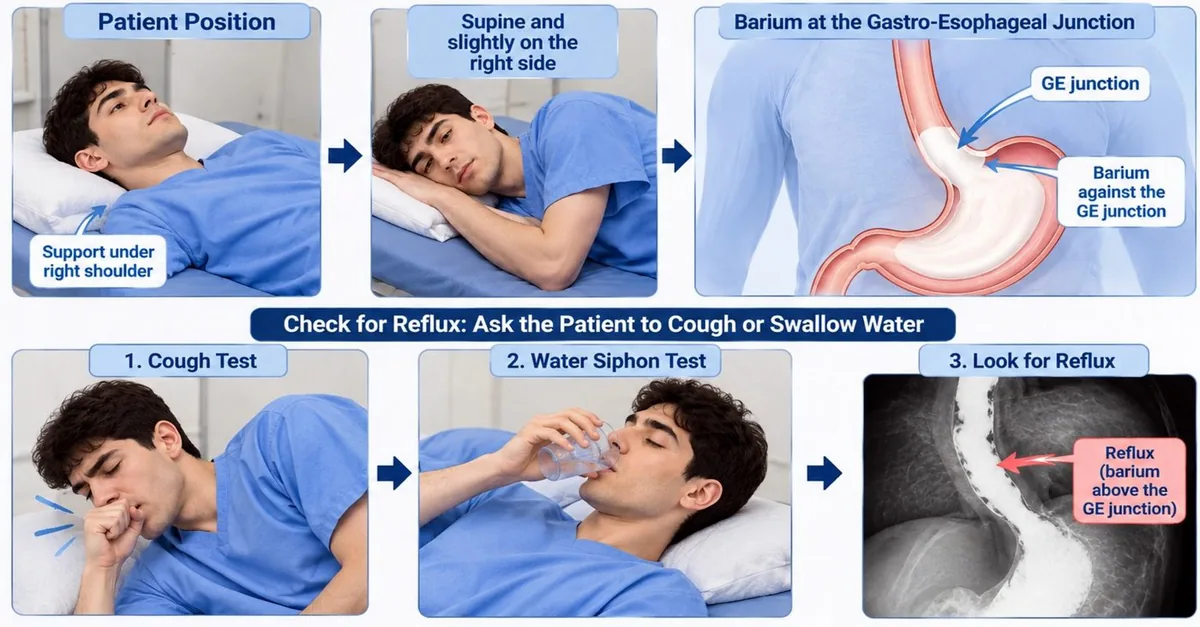 Patient Position
Supine and
slightly on the
right side
Barium at the Gastro-Esophageal Junction
Support under
right shoulder
GE junction
Barium
against the
GE junction
Check for Reflux: Ask the Patient to Cough or Swallow Water
1. Cough Test
2. Water Siphon Test
3. Look for Reflux
Reflux
(barium
above the
GE junction)